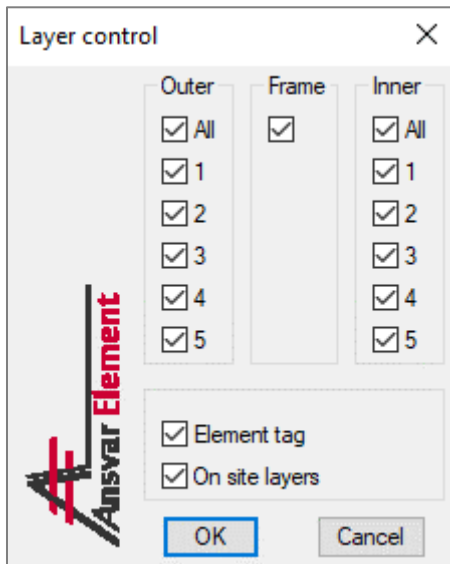 Layer control
Outer Frame Inner
All All
1 1
2 2
3 3
4 4
5 5
Ansvar Element
Element tag
On site layers
OK Cancel